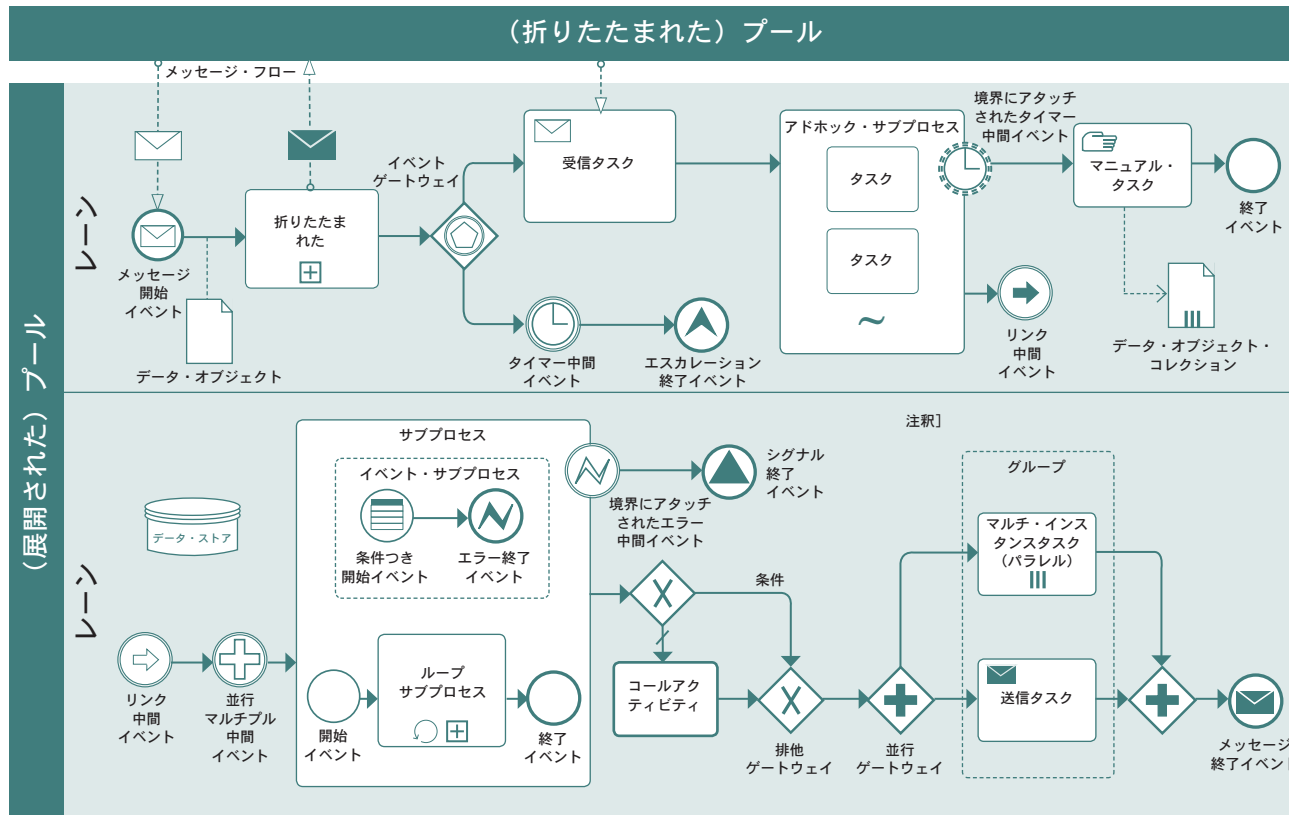 （折りたたまれた）プール
メッセージ・フロー
（展開された）プール
レーン
メッセージ
開始
イベント
データ・オブジェクト
折りたたま
れた
イベント
ゲートウェイ
受信タスク
タイマー中間
イベント
エスカレーション
終了イベント
アドホック・サブプロセス
タスク
タスク
~
境界にアタッチ
されたタイマー
中間イベント
マニュアル・
タスク
終了
イベント
リンク
中間
イベント
データ・オブジェクト・
コレクション
レーン
データ・ストア
リンク
中間
イベント
並行
マルチプル
中間
イベント
サブプロセス
イベント・サブプロセス
条件つき
開始イベント
エラー終了
イベント
開始
イベント
ループ
サブプロセス
終了
イベント
境界にアタッチ
されたエラー
中間イベント
シグナル
終了
イベント
X
条件
コールアク
ティビティ
X
排他
ゲートウェイ
並行
ゲートウェイ
注釈]
グループ
マルチ・インス
タンスタスク
（パラレル）
送信タスク
メッセージ
終了イベント